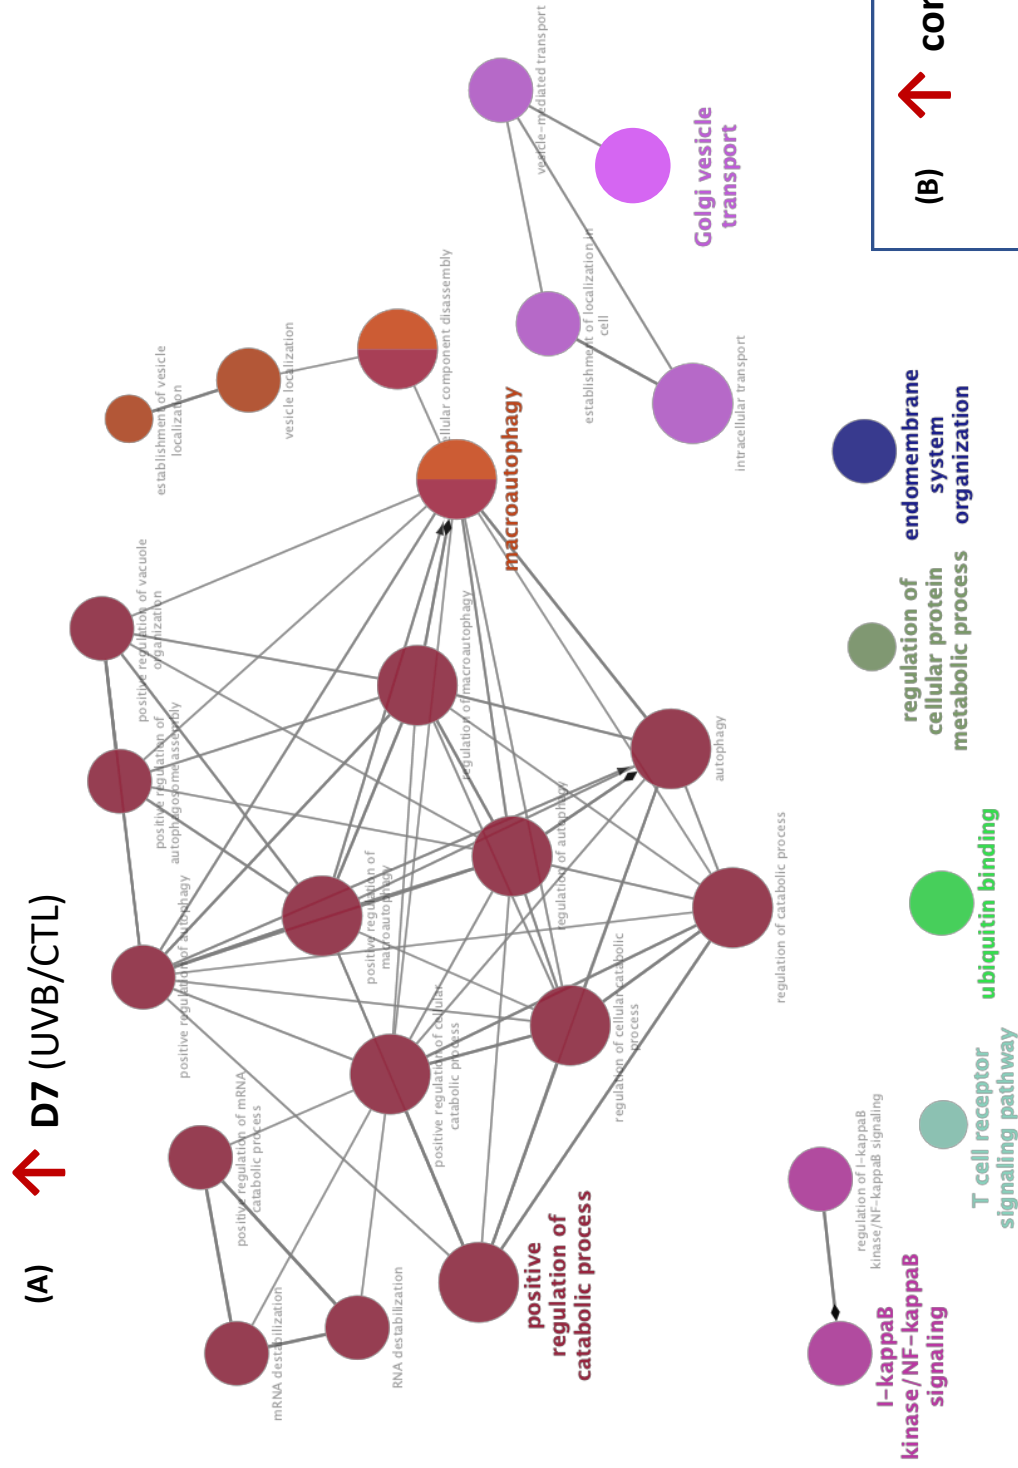 (A)
D7 (UVB/CTL)
mRNA destabilization
RNA destabilization
positive regulation of mRNA
catabolic process
positive
regulation of
catabolic process
positive regulation of autophagy
positive regulation of cellular
catabolic process
positive regulation of
macroautophagy
positive regulation of
autophagosome assembly
positive regulation of vacuole
organization
regulation of macroautophagy
regulation of autophagy
regulation of cellular catabolic
process
regulation of catabolic process
autophagy
macroautophagy
ellular component disassembly
vesicle localization
establishment of vesicle
localization
vesicle-mediated transport
establishment of localization in
cell
intracellular transport
Golgi vesicle
transport
I-kappaB
kinase/NF-kappaB
signaling
regulation of I-kappaB
kinase/NF-kappaB signaling
T cell receptor
signaling pathway
ubiquitin binding
regulation of
cellular protein
metabolic process
endomembrane
system
organization
(B)